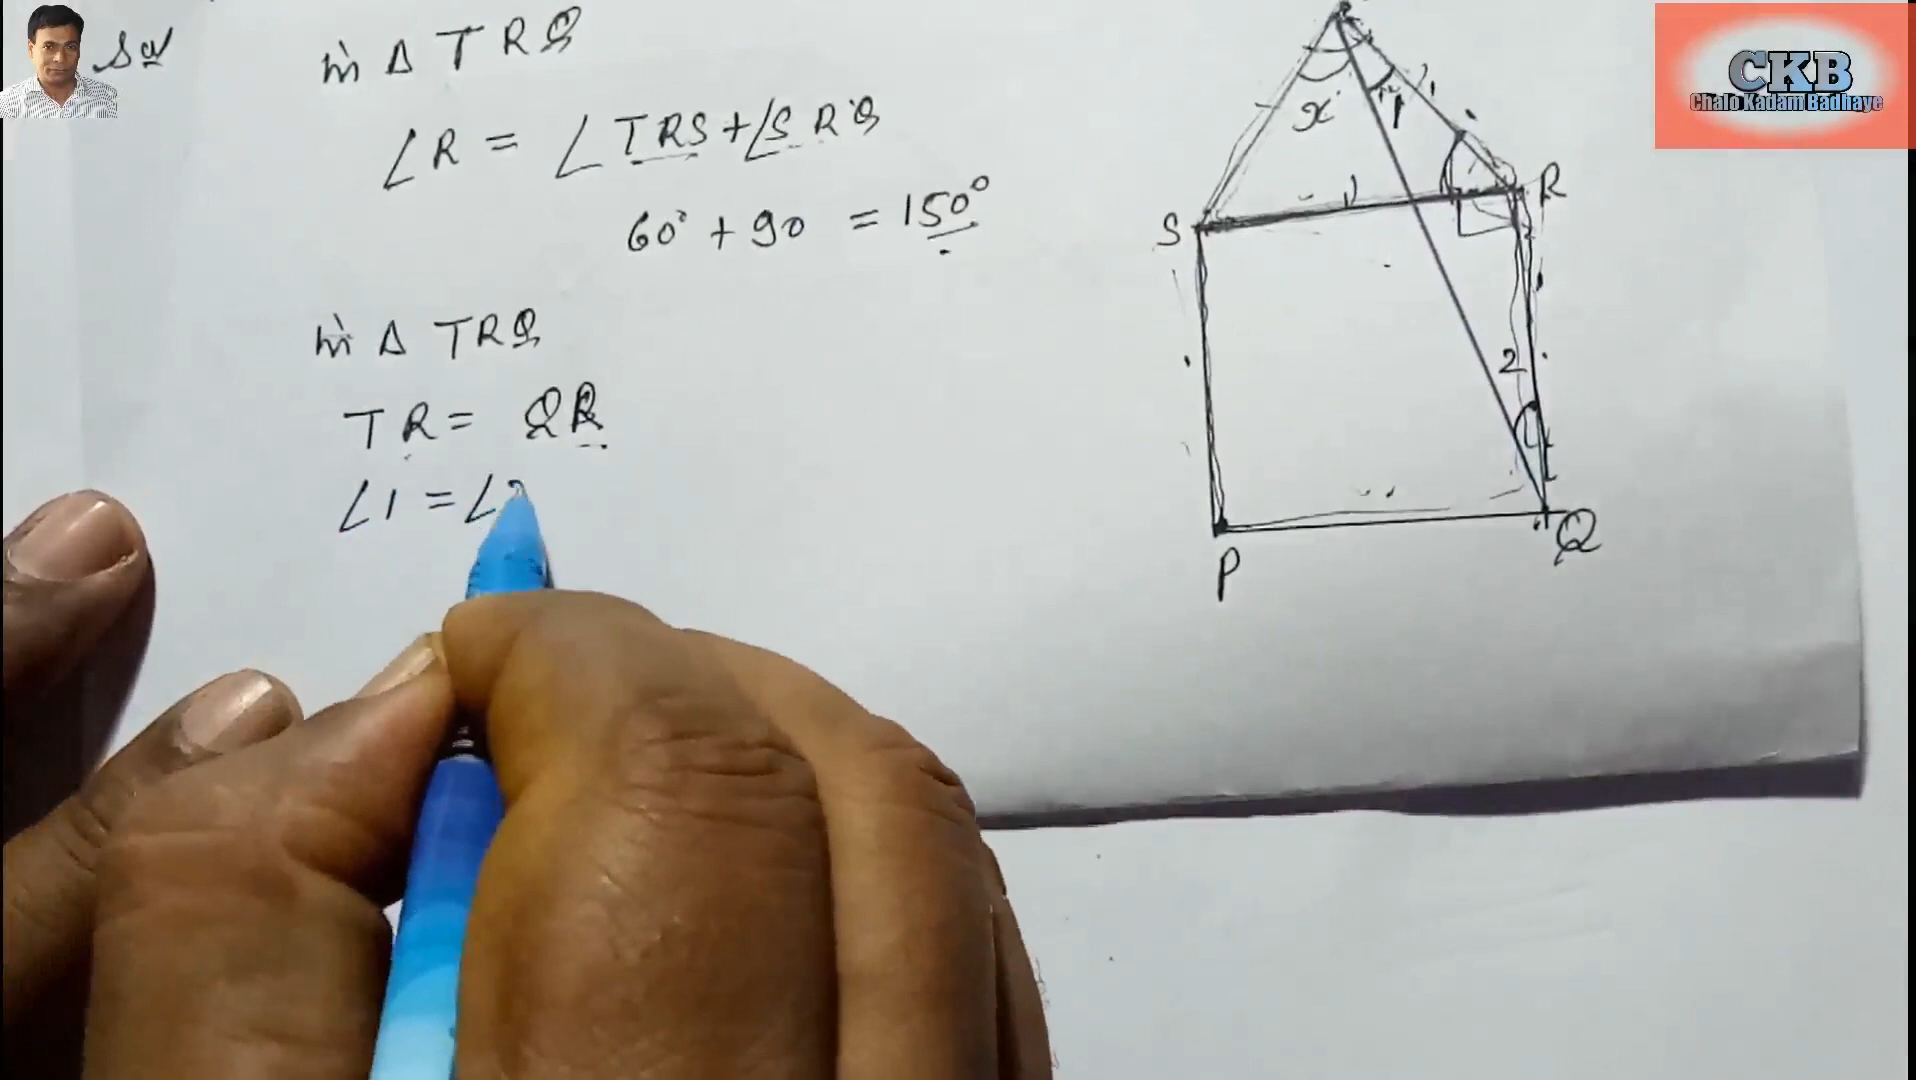 Sol
in Δ TRQ
∠R = ∠TRS + ∠SRQ
60° + 90 = 150°
in Δ TRQ
TR = QR
∠1 = ∠2
x
1
S
R
2
P
Q
CKB
Chalo Kadam Badhaye